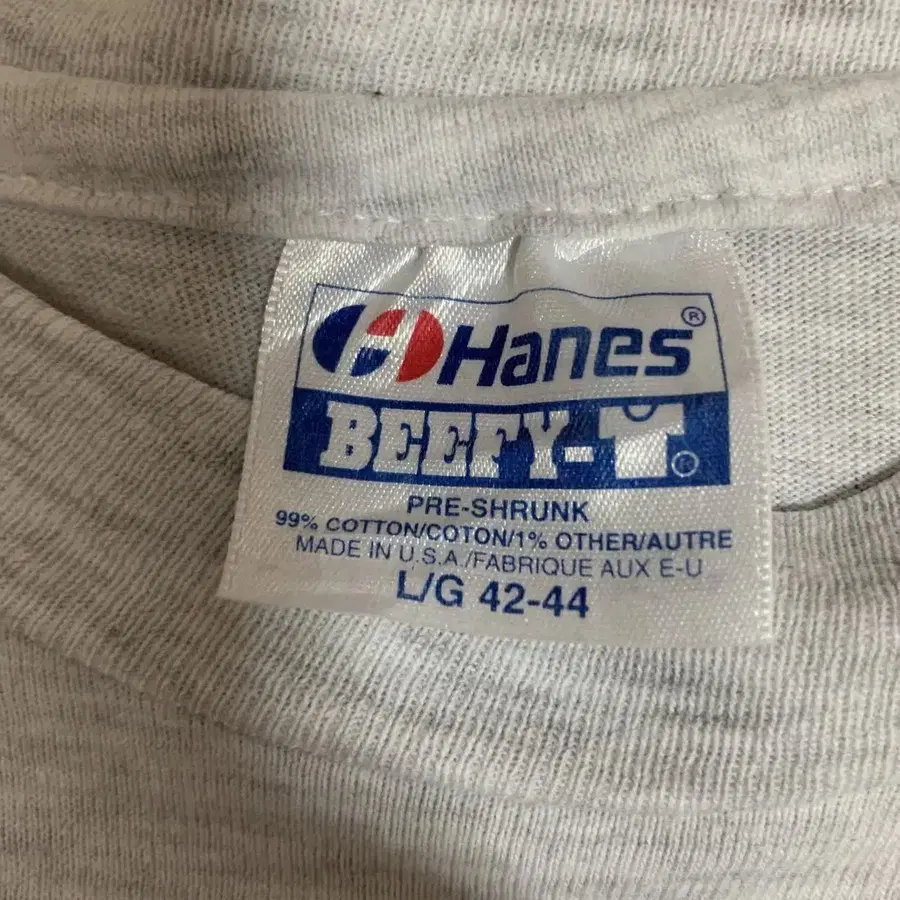 Hanes®
BEEFY-T
PRE-SHRUNK
99% COTTON/COTON/1% OTHER/AUTRE
MADE IN U.S.A./FABRIQUE AUX E-U
L/G 42-44